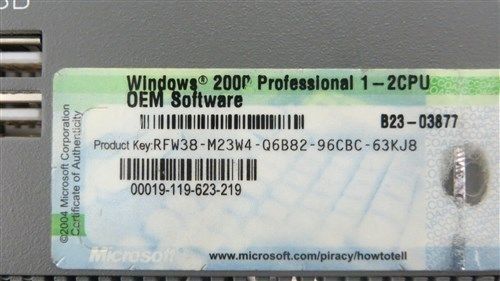 Windows® 2000 Professional 1-2CPU
OEM Software
B23-03877
Product Key:RFW38-M23W4-Q6B82-96CBC-63KJ8
00019-119-623-219
©2004 Microsoft Corporation
Certificate of Authenticity
Microsoft
www.microsoft.com/piracy/howtotell